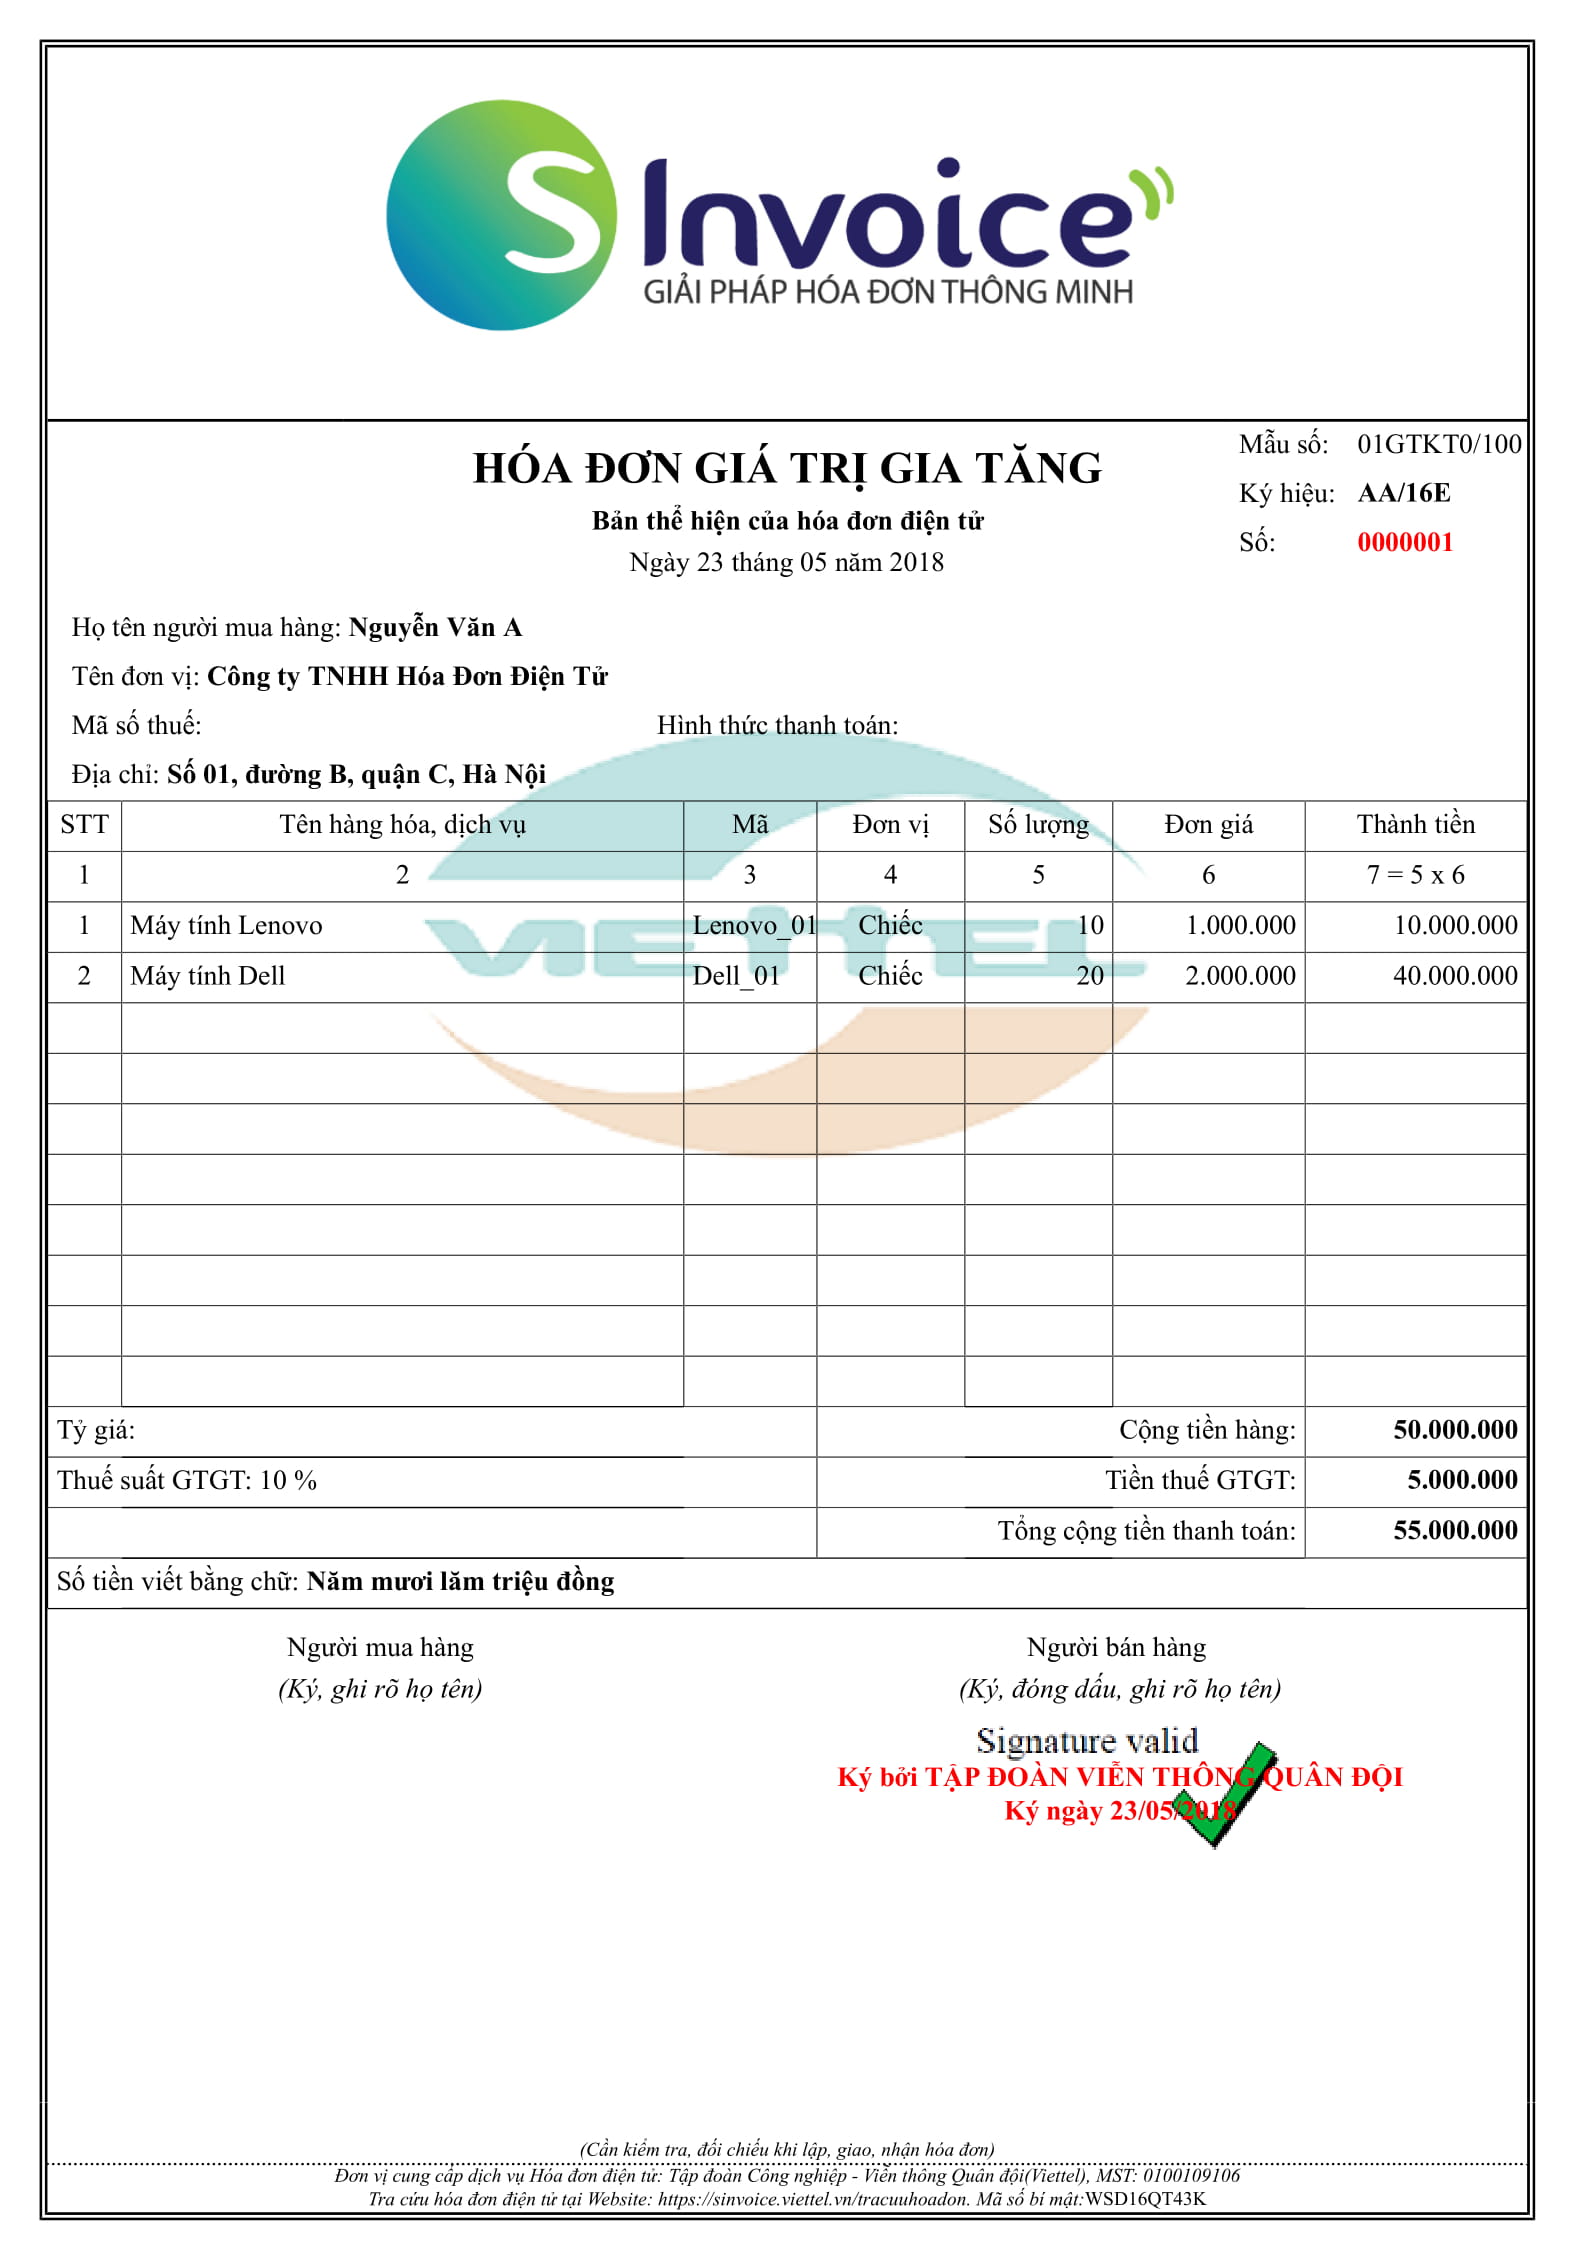 S Invoice
GIẢI PHÁP HÓA ĐƠN THÔNG MINH
HÓA ĐƠN GIÁ TRỊ GIA TĂNG
Bản thể hiện của hóa đơn điện tử
Ngày 23 tháng 05 năm 2018
Mẫu số: 01GTKT0/100
Ký hiệu: AA/16E
Số: 0000001
Họ tên người mua hàng: Nguyễn Văn A
Tên đơn vị: Công ty TNHH Hóa Đơn Điện Tử
Mã số thuế: Hình thức thanh toán:
Địa chỉ: Số 01, đường B, quận C, Hà Nội
STT Tên hàng hóa, dịch vụ Mã Đơn vị Số lượng Đơn giá Thành tiền
1 2 3 4 5 6 7 = 5 x 6
1 Máy tính Lenovo Lenovo_01 Chiếc 10 1.000.000 10.000.000
VIETTEL
2 Máy tính Dell Dell_01 Chiếc 20 2.000.000 40.000.000
Tỷ giá: Cộng tiền hàng: 50.000.000
Thuế suất GTGT: 10 % Tiền thuế GTGT: 5.000.000
Tổng cộng tiền thanh toán: 55.000.000
Số tiền viết bằng chữ: Năm mươi lăm triệu đồng
Người mua hàng Người bán hàng
(Ký, ghi rõ họ tên) (Ký, đóng dấu, ghi rõ họ tên)
Signature valid
Ký bởi TẬP ĐOÀN VIỄN THÔNG QUÂN ĐỘI
Ký ngày 23/05/2018
(Cần kiểm tra, đối chiếu khi lập, giao, nhận hóa đơn)
Đơn vị cung cấp dịch vụ Hóa đơn điện tử: Tập đoàn Công nghiệp - Viễn thông Quân đội(Viettel), MST: 0100109106
Tra cứu hóa đơn điện tử tại Website: https://sinvoice.viettel.vn/tracuuhoadon. Mã số bí mật:WSD16QT43K